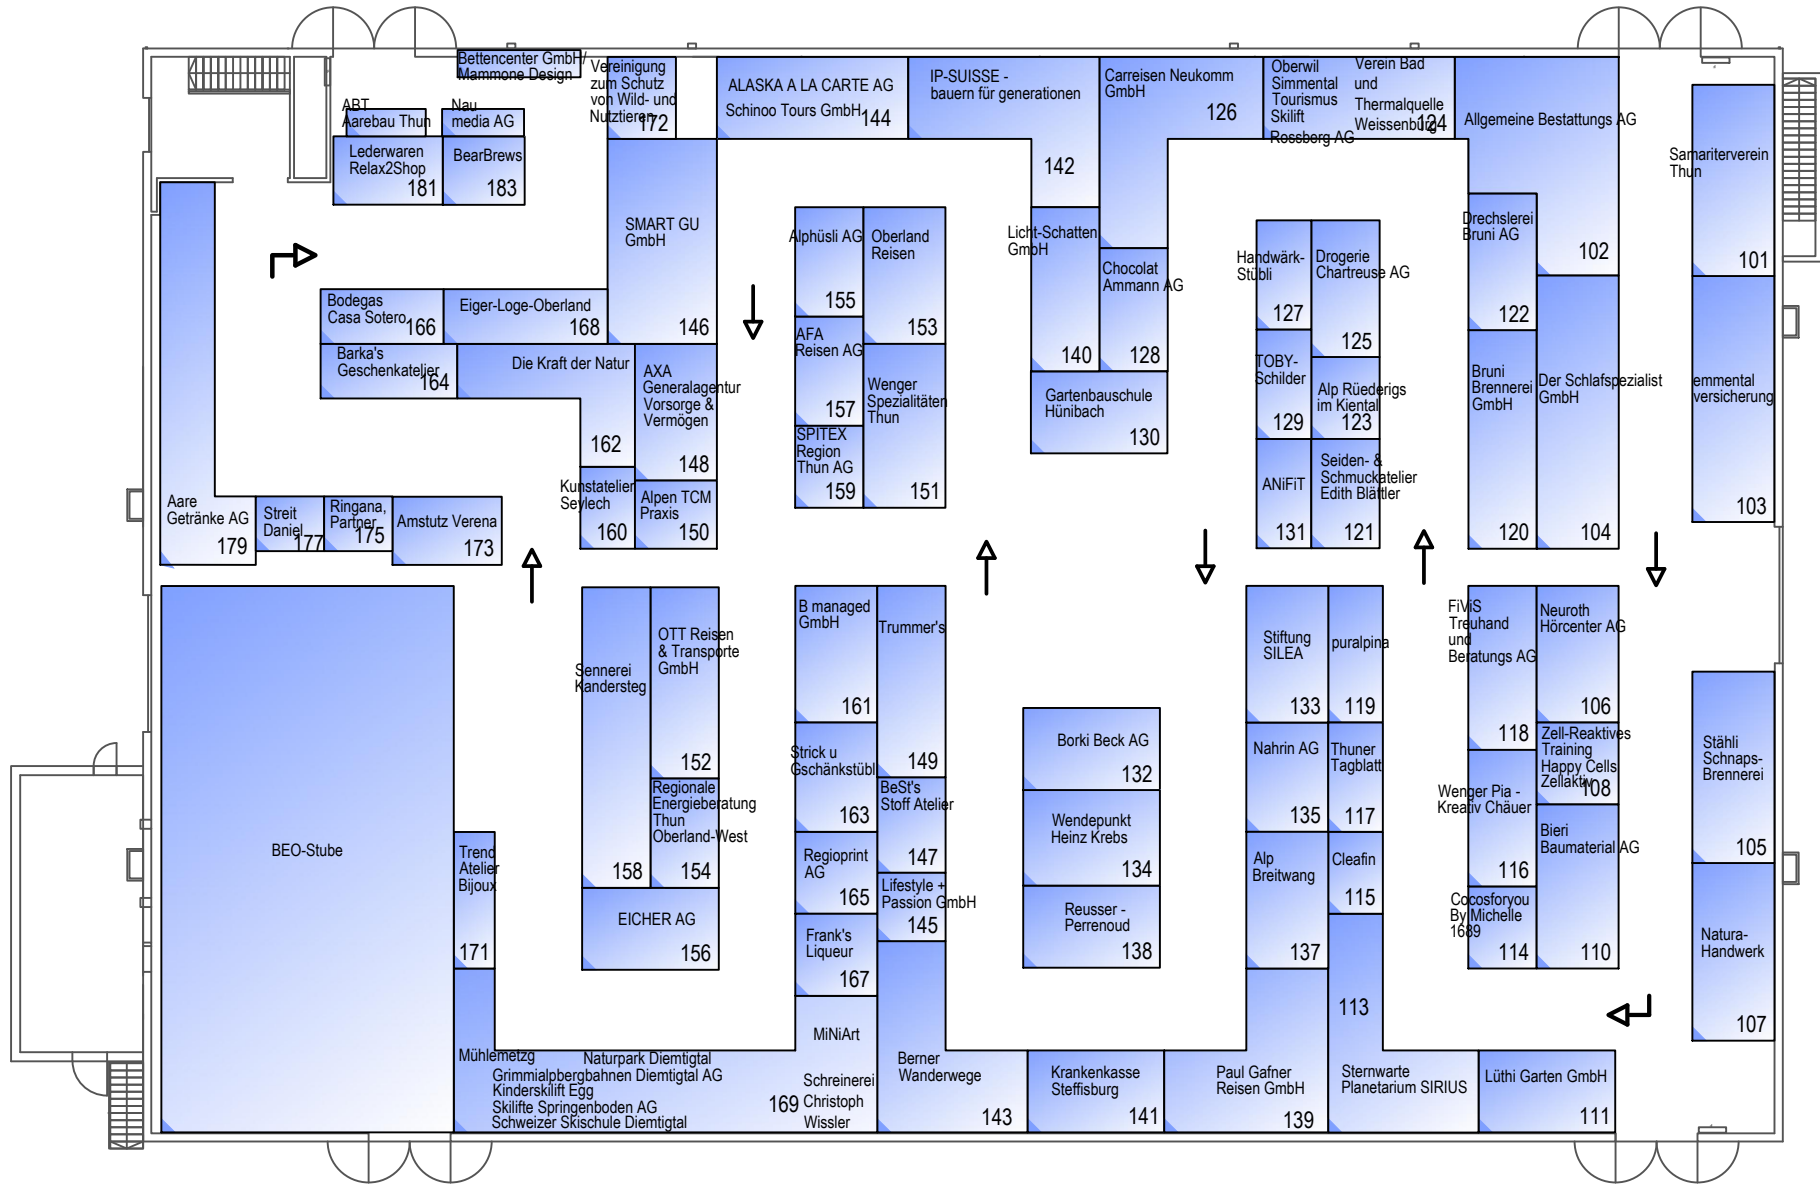 Bettencenter GmbH/
Mammone Design
ABT
Aarebau Thun
Nau
media AG
Lederwaren
Relax2Shop
181
BearBrews
183
Vereinigung
zum Schutz
von Wild- und
Nutztieren
172
ALASKA A LA CARTE AG
Schinoo Tours GmbH
144
IP-SUISSE -
bauern für generationen
142
Carreisen Neukomm
GmbH
126
Oberwil
Simmental
Tourismus
Skilift
Rossberg AG
Verein Bad
und
Thermalquelle
Weissenburg
124
Allgemeine Bestattungs AG
102
Samariterverein
Thun
101
SMART GU
GmbH
146
Alphüsli AG
155
Oberland
Reisen
153
Licht-Schatten
GmbH
140
Chocolat
Ammann AG
128
Handwärk-
Stübli
127
Drogerie
Chartreuse AG
125
Drechslerei
Bruni AG
122
Bodegas
Casa Sotero
166
Eiger-Loge-Oberland
168
Barka's
Geschenkatelier
164
Die Kraft der Natur
162
AXA
Generalagentur
Vorsorge &
Vermögen
148
AFA
Reisen AG
157
Wenger
Spezialitäten
Thun
151
SPITEX
Region
Thun AG
159
Gartenbauschule
Hünibach
130
TOBY-
Schilder
129
Alp Rüederigs
im Kiental
123
Bruni
Brennerei
GmbH
120
Der Schlafspezialist
GmbH
104
emmental
versicherung
103
ANiFiT
131
Seiden- &
Schmuckatelier
Edith Blättler
121
Aare
Getränke AG
179
Streit
Daniel
177
Ringana,
Partner
175
Amstutz Verena
173
Kunstatelier
Seylech
160
Alpen TCM
Praxis
150
BEO-Stube
Trend
Atelier
Bijoux
171
Sennerei
Kandersteg
158
OTT Reisen
& Transporte
GmbH
152
Regionale
Energieberatung
Thun
Oberland-West
154
EICHER AG
156
B managed
GmbH
161
Trummer's
149
Strick u
Gschänkstübl
163
BeSt's
Stoff Atelier
147
Regioprint
AG
165
Lifestyle +
Passion GmbH
145
Frank's
Liqueur
167
Borki Beck AG
132
Wendepunkt
Heinz Krebs
134
Reusser -
Perrenoud
138
Stiftung
SILEA
133
puralpina
119
Nahrin AG
135
Thuner
Tagblatt
117
Alp
Breitwang
137
Cleafin
115
FiViS
Treuhand
und
Beratungs AG
118
Neuroth
Hörcenter AG
106
Zell-Reaktives
Training
Happy Cells
Zellaktiv
108
Wenger Pia -
Kreativ Chäuer
116
Bieri
Baumaterial AG
110
Cocosforyou
By Michelle
1689
114
Stähli
Schnaps-
Brennerei
105
Natura-
Handwerk
107
Mühlemetzg
Naturpark Diemtigtal
Grimmialpbergbahnen Diemtigtal AG
Kinderskilift Egg
Skilifte Springenboden AG
Schweizer Skischule Diemtigtal
169
MiNiArt
Schreinerei
Christoph
Wissler
Berner
Wanderwege
143
Krankenkasse
Steffisburg
141
Paul Gafner
Reisen GmbH
139
113
Sternwarte
Planetarium SIRIUS
Lüthi Garten GmbH
111